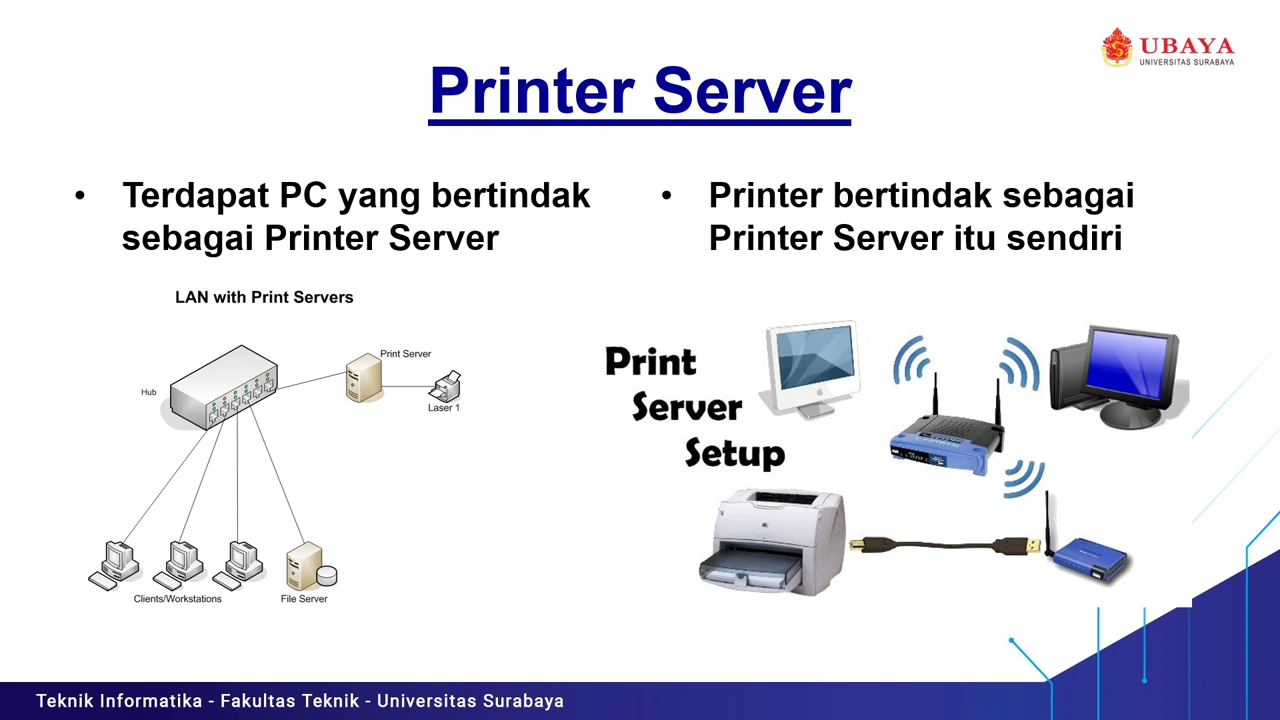 UBAYA
UNIVERSITAS SURABAYA
Printer Server
• Terdapat PC yang bertindak
sebagai Printer Server
LAN with Print Servers
Print Server
Hub
Laser 1
Clients/Workstations
File Server
• Printer bertindak sebagai
Printer Server itu sendiri
Print
Server
Setup
Teknik Informatika - Fakultas Teknik - Universitas Surabaya